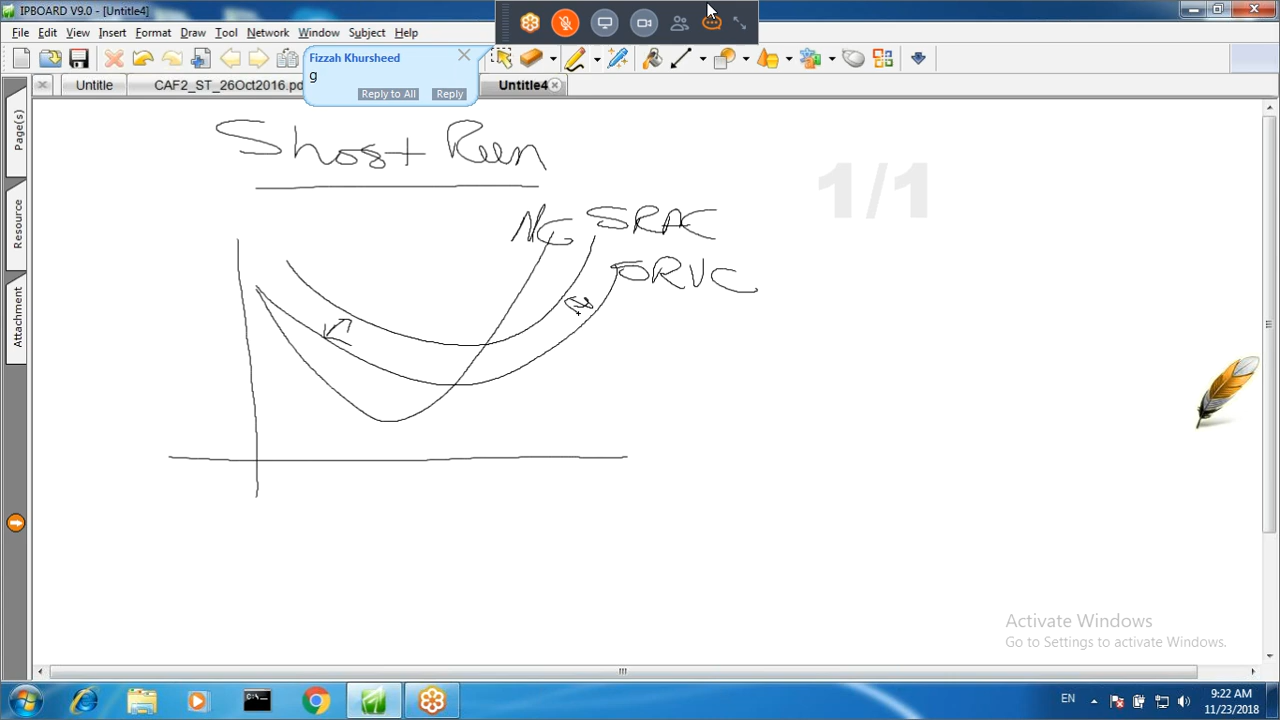 IPBOARD V9.0 - [Untitle4]
File Edit View Insert Format Draw Tool Network Window Subject Help
Fizzah Khursheed
g
Reply to All Reply
Untitle CAF2_ST_26Oct2016.pd Untitle4
Page(s)
Resource
Attachment
1/1
Short Run
MC SRAC
SRVC
Activate Windows
Go to Settings to activate Windows.
EN
9:22 AM
11/23/2018